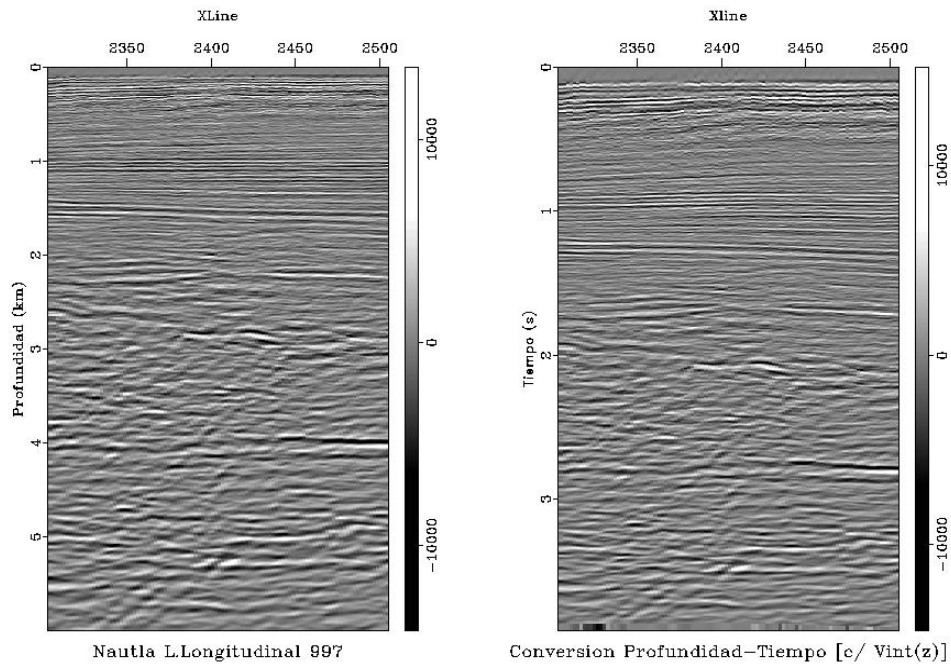 XLine
2350 2400 2450 2500
0
1
2
3
4
5
Profundidad (km)
10000
0
-10000
Nautla L.Longitudinal 997
Xline
2350 2400 2450 2500
0
1
2
3
Tiempo (s)
10000
0
-10000
Conversion Profundidad-Tiempo [c/ Vint(z)]